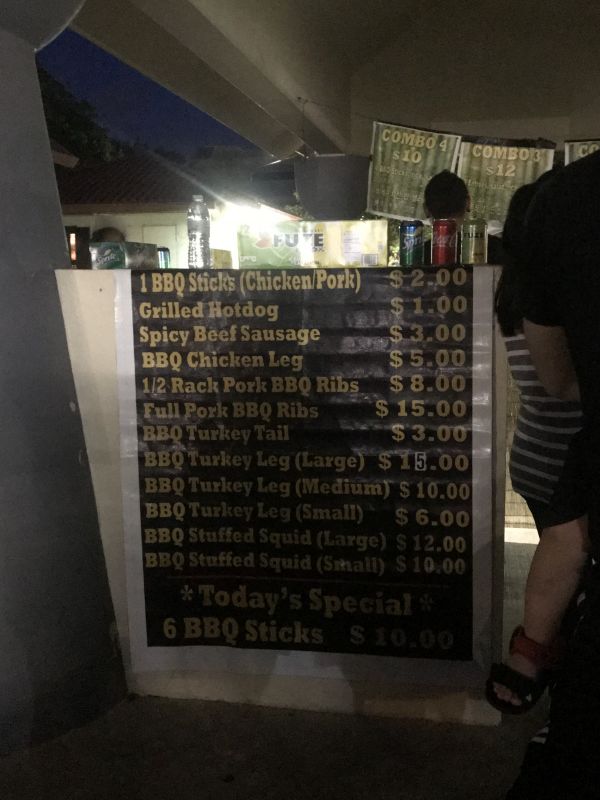 COMBO 4
$10
COMBO 3
$12
CO
FUZE
Sprite
1 BBQ Sticks (Chicken/Pork) $ 2.00
Grilled Hotdog $ 1.00
Spicy Beef Sausage $ 3.00
BBQ Chicken Leg $ 5.00
1/2 Rack Pork BBQ Ribs $ 8.00
Full Pork BBQ Ribs $ 15.00
BBQ Turkey Tail $ 3.00
BBQ Turkey Leg (Large) $ 15.00
BBQ Turkey Leg (Medium) $ 10.00
BBQ Turkey Leg (Small) $ 6.00
BBQ Stuffed Squid (Large) $ 12.00
BBQ Stuffed Squid (Small) $ 10.00
* Today's Special *
6 BBQ Sticks $ 10.00